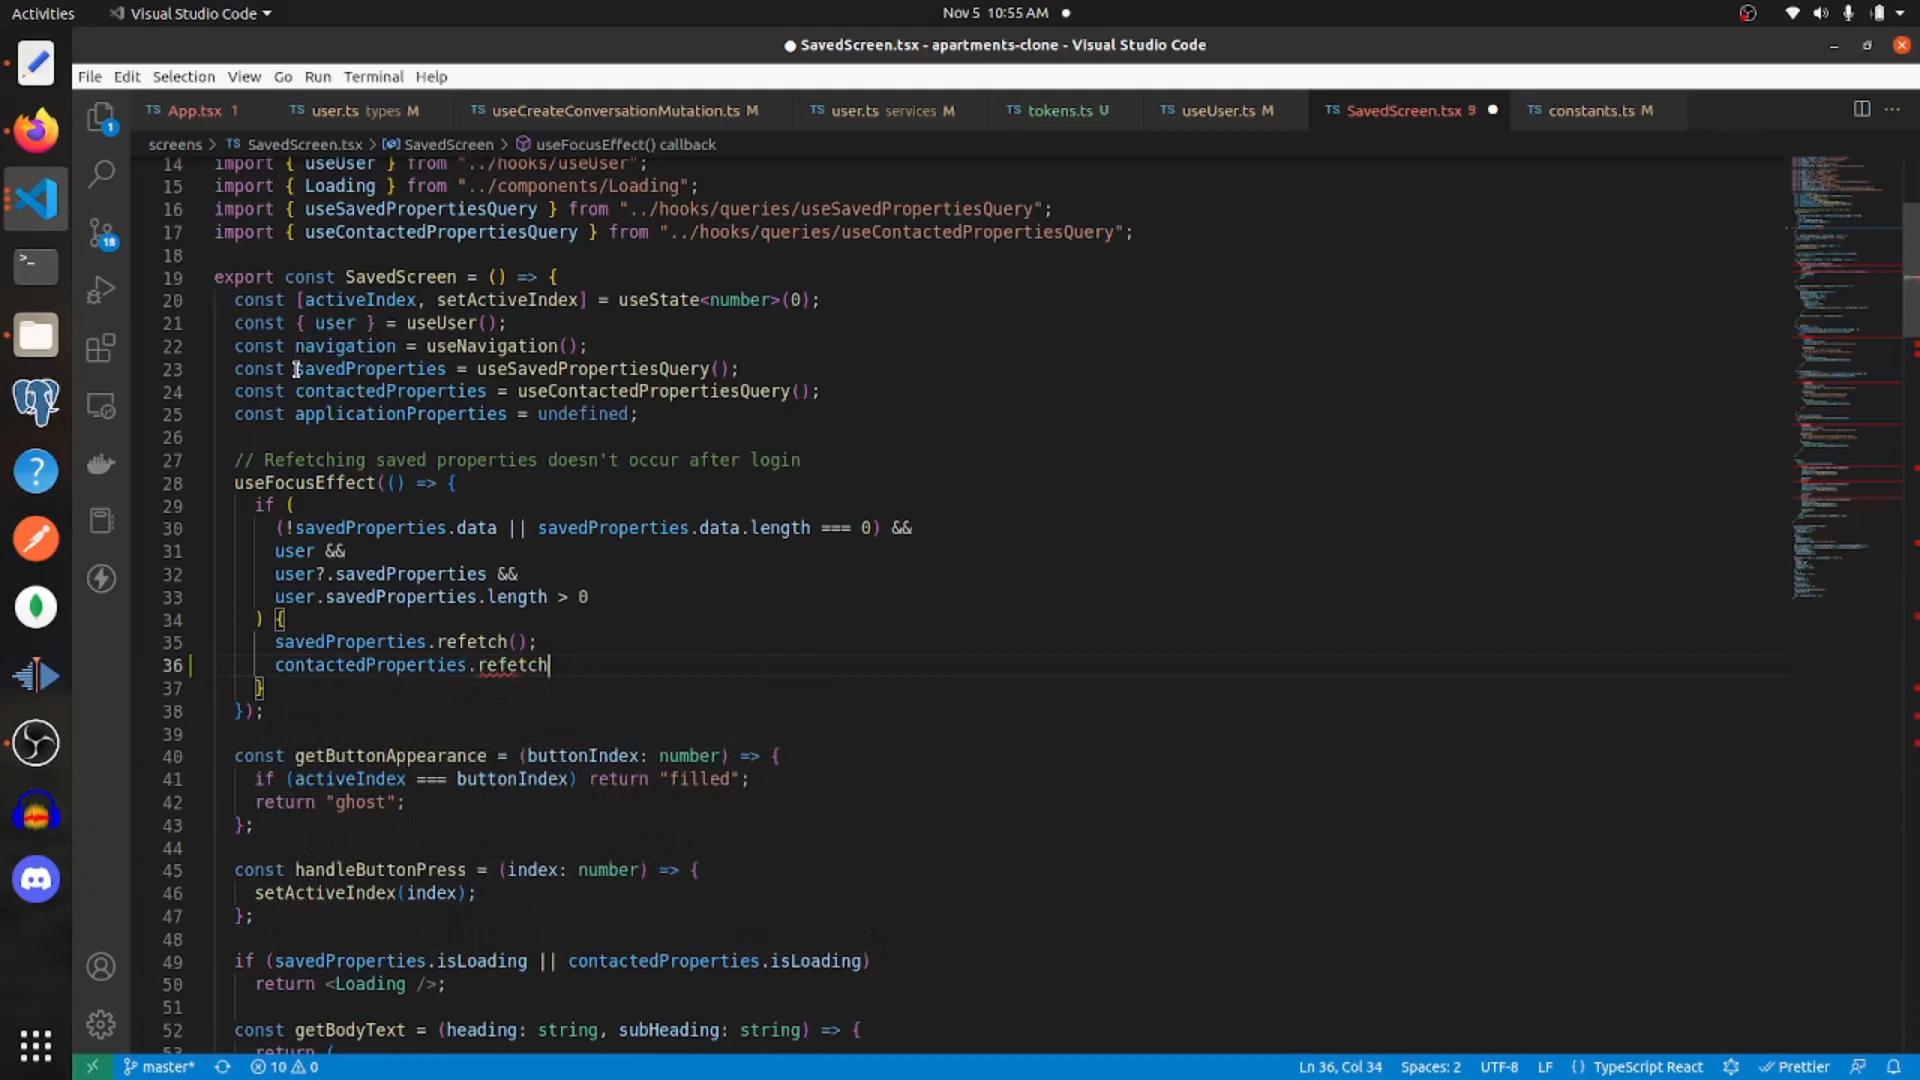 Activities
Visual Studio Code
Nov 5 10:55 AM
SavedScreen.tsx - apartments-clone - Visual Studio Code
File Edit Selection View Go Run Terminal Help
TS App.tsx 1
TS user.ts types M
TS useCreateConversationMutation.ts M
TS user.ts services M
TS tokens.ts U
TS useUser.ts M
TS SavedScreen.tsx 9
TS constants.ts M
screens > TS SavedScreen.tsx > SavedScreen > useFocusEffect() callback
14 import { useUser } from "../hooks/useUser";
15 import { Loading } from "../components/Loading";
16 import { useSavedPropertiesQuery } from "../hooks/queries/useSavedPropertiesQuery";
17 import { useContactedPropertiesQuery } from "../hooks/queries/useContactedPropertiesQuery";
18
19 export const SavedScreen = () => {
20 const [activeIndex, setActiveIndex] = useState<number>(0);
21 const { user } = useUser();
22 const navigation = useNavigation();
23 const savedProperties = useSavedPropertiesQuery();
24 const contactedProperties = useContactedPropertiesQuery();
25 const applicationProperties = undefined;
26
27 // Refetching saved properties doesn't occur after login
28 useFocusEffect(() => {
29 if (
30 (!savedProperties.data || savedProperties.data.length === 0) &&
31 user &&
32 user?.savedProperties &&
33 user.savedProperties.length > 0
34 ) {
35 savedProperties.refetch();
36 contactedProperties.refetch
37 }
38 });
39
40 const getButtonAppearance = (buttonIndex: number) => {
41 if (activeIndex === buttonIndex) return "filled";
42 return "ghost";
43 };
44
45 const handleButtonPress = (index: number) => {
46 setActiveIndex(index);
47 };
48
49 if (savedProperties.isLoading || contactedProperties.isLoading)
50 return <Loading />;
51
52 const getBodyText = (heading: string, subHeading: string) => {
53 return (
1
18
master*
10 0
Ln 36, Col 34
Spaces: 2
UTF-8
LF
{} TypeScript React
Prettier